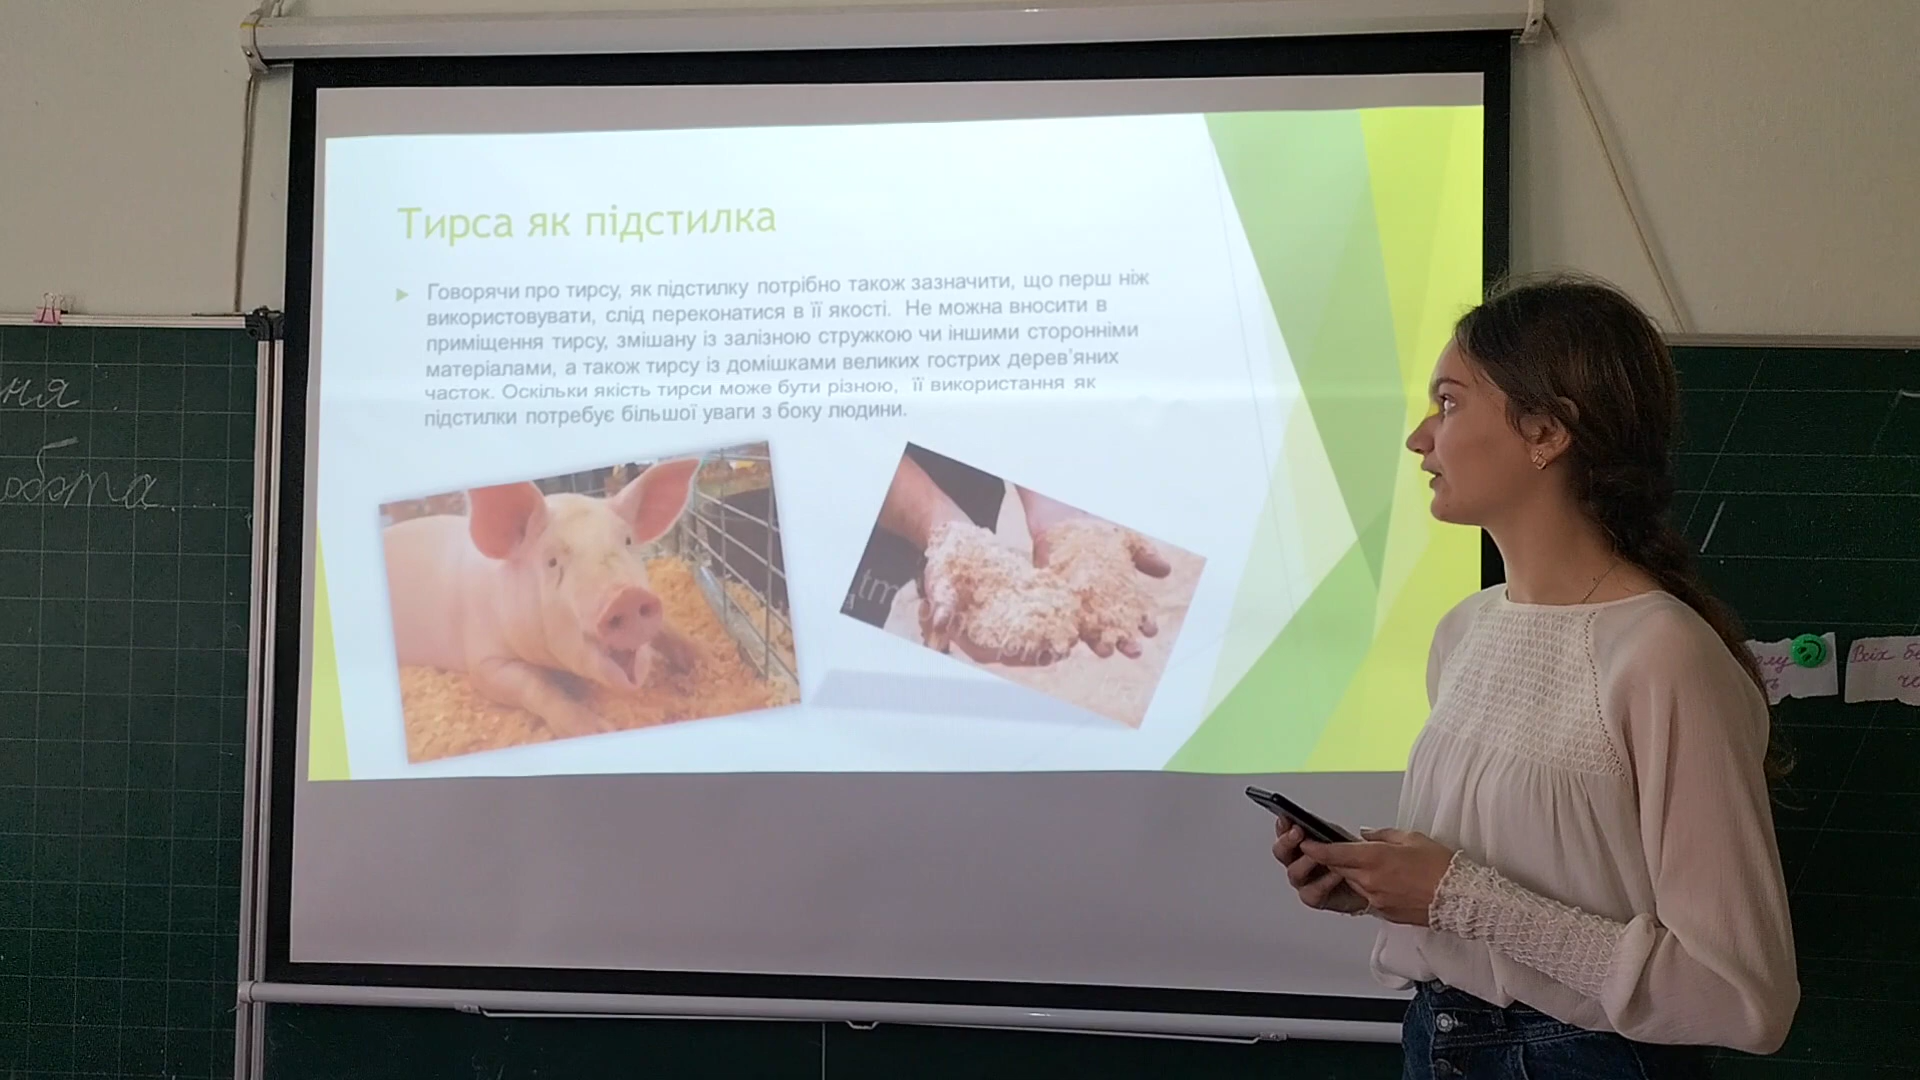 Тирса як підстилка
Говорячи про тирсу, як підстилку потрібно також зазначити, що перш ніж
використовувати, слід переконатися в її якості. Не можна вносити в
приміщення тирсу, змішану із залізною стружкою чи іншими сторонніми
матеріалами, а також тирсу із домішками великих гострих дерев'яних
часток. Оскільки якість тирси може бути різною, її використання як
підстилки потребує більшої уваги з боку людини.
Всіх